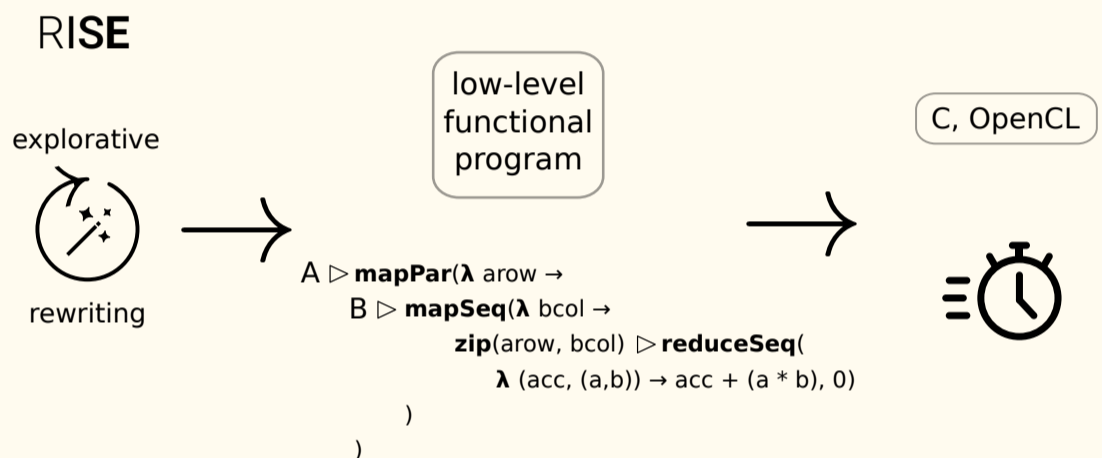 RISE
explorative
rewriting
low-level
functional
program
A ▷ mapPar(λ arow →
B ▷ mapSeq(λ bcol →
zip(arow, bcol) ▷ reduceSeq(
λ (acc, (a,b)) → acc + (a * b), 0)
)
)
C, OpenCL